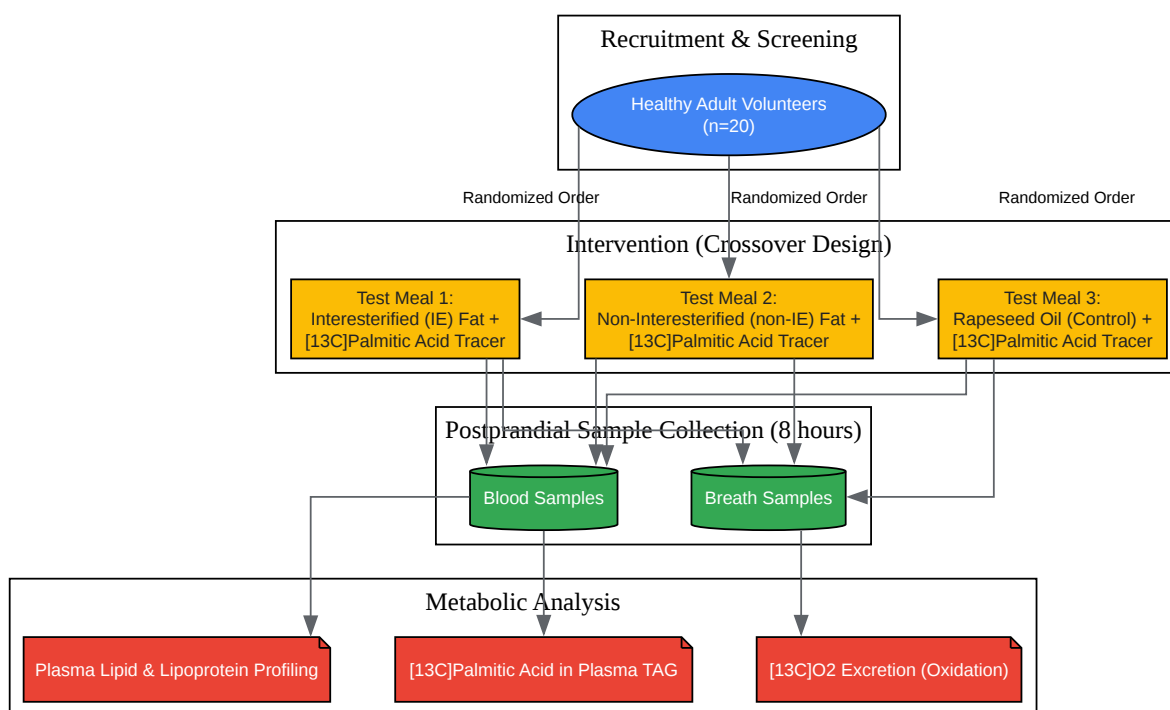 Recruitment & Screening
Healthy Adult Volunteers
(n=20)
Randomized Order
Randomized Order
Randomized Order
Intervention (Crossover Design)
Test Meal 1:
Interesterified (IE) Fat +
[13C]Palmitic Acid Tracer
Test Meal 2:
Non-Interesterified (non-IE) Fat +
[13C]Palmitic Acid Tracer
Test Meal 3:
Rapeseed Oil (Control) +
[13C]Palmitic Acid Tracer
Postprandial Sample Collection (8 hours)
Blood Samples
Breath Samples
Metabolic Analysis
Plasma Lipid & Lipoprotein Profiling
[13C]Palmitic Acid in Plasma TAG
[13C]O2 Excretion (Oxidation)